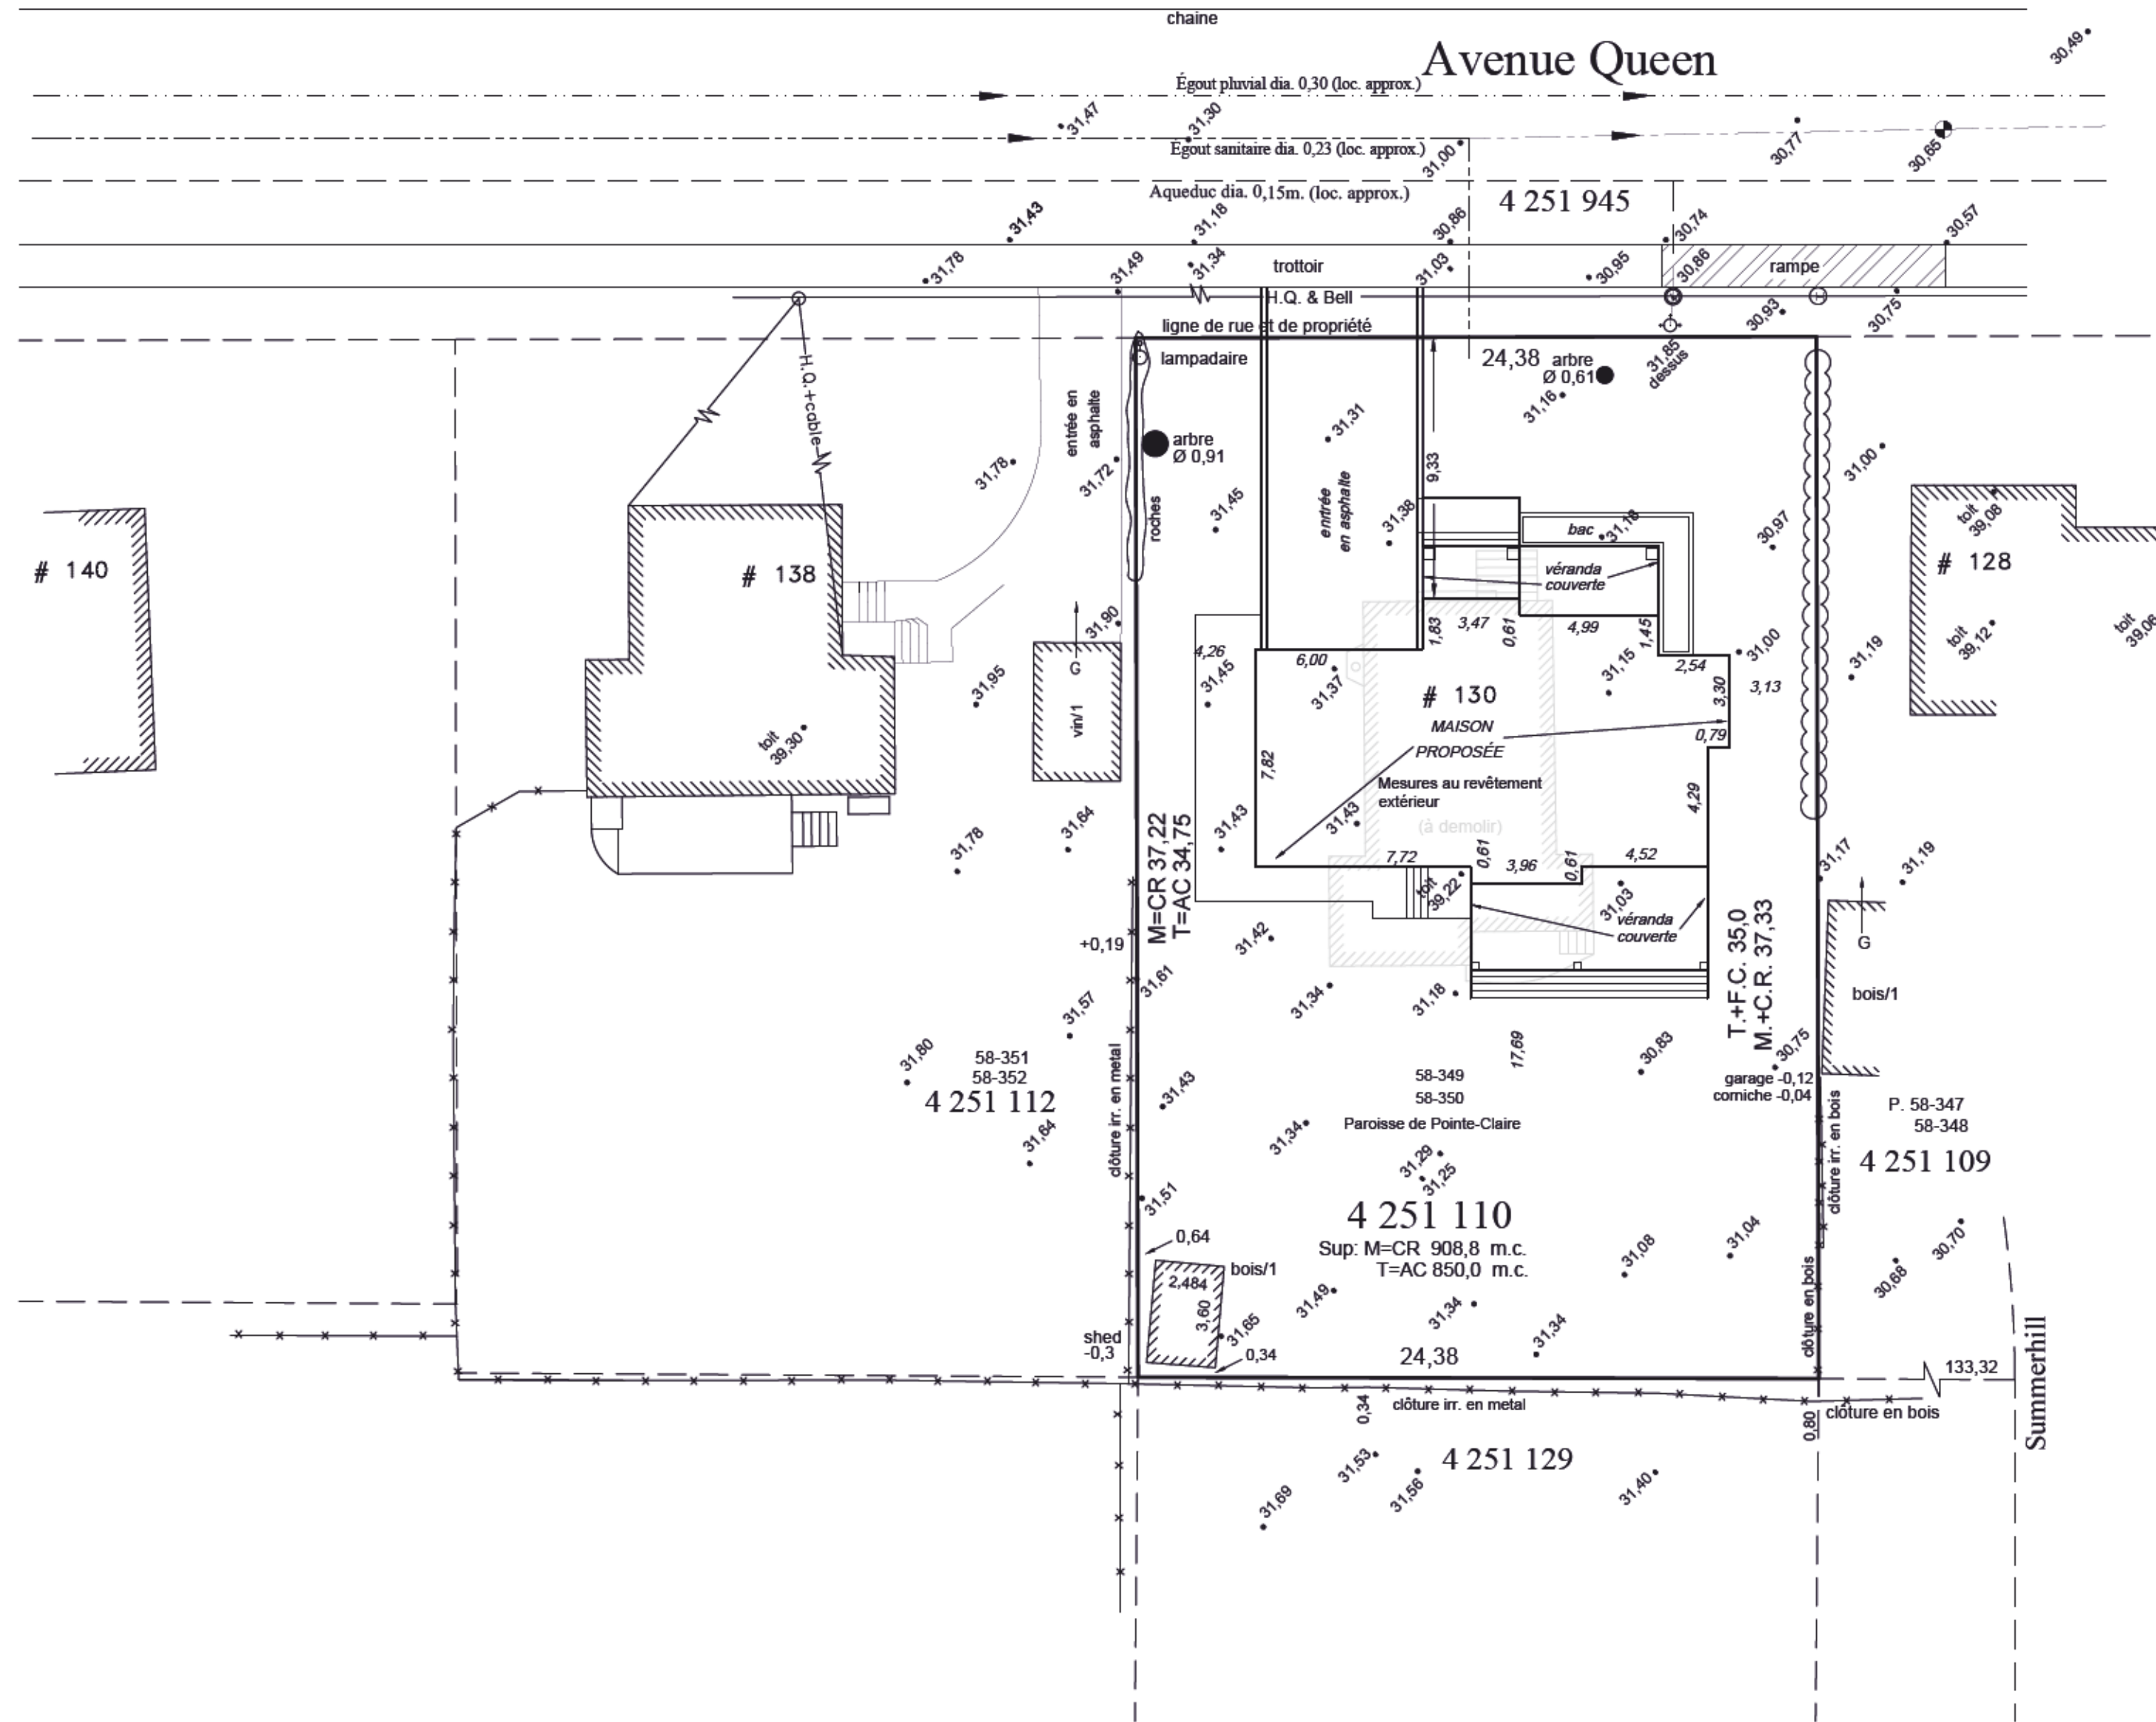 chaine
Avenue Queen
30,49
Égout pluvial dia. 0,30 (loc. approx.)
31,47
31,30
30,77
30,65
Égout sanitaire dia. 0,23 (loc. approx.)
31,00
Aqueduc dia. 0,15m. (loc. approx.)
4 251 945
31,43
31,18
30,86
30,74
30,57
31,78
31,49
31,34
trottoir
31,03
30,95
30,86
rampe
H.Q. & Bell
30,93
30,75
ligne de rue et de propriété
lampadaire
24,38
arbre
Ø 0,61
31,85
dessus
H.Q.+cable
entrée en
asphalte
31,16
31,31
arbre
Ø 0,91
31,78
31,72
9,33
31,00
roches
31,45
enrtrée
en asphalte
31,38
bac
31,18
30,97
toit
39,08
# 140
# 138
véranda
couverte
# 128
31,90
4,26
31,45
1,83
3,47
0,61
4,99
1,45
31,00
31,19
toit
39,12
toit
39,06
G
vin/1
31,95
6,00
31,37
31,15
2,54
3,30
3,13
# 130
MAISON
PROPOSÉE
0,79
toit
39,30
7,82
Mesures au revêtement
extérieur
4,29
31,64
31,43
31,43
(à demolir)
31,78
M=CR 37,22
T=AC 34,75
7,72
0,61
3,96
0,61
4,52
31,17
31,19
toit
39,22
31,03
véranda
couverte
+0,19
31,42
T.+F.C. 35,0
M.+C.R. 37,33
G
bois/1
31,61
31,34
31,18
31,57
17,69
30,83
30,75
31,80
58-351
58-352
4 251 112
clôture irr. en metal
31,43
58-349
58-350
Paroisse de Pointe-Claire
garage -0,12
corniche -0,04
clôture irr. en bois
P. 58-347
58-348
4 251 109
31,64
31,34
31,29
31,25
31,51
4 251 110
Sup: M=CR 908,8 m.c.
T=AC 850,0 m.c.
0,64
31,08
31,04
30,70
30,68
bois/1
2,484
3,60
31,65
31,49
31,34
31,34
clôture en bois
shed
-0,3
0,34
24,38
133,32
Summerhill
0,34
clôture irr. en metal
0,80
clôture en bois
31,53
4 251 129
31,56
31,40
31,69